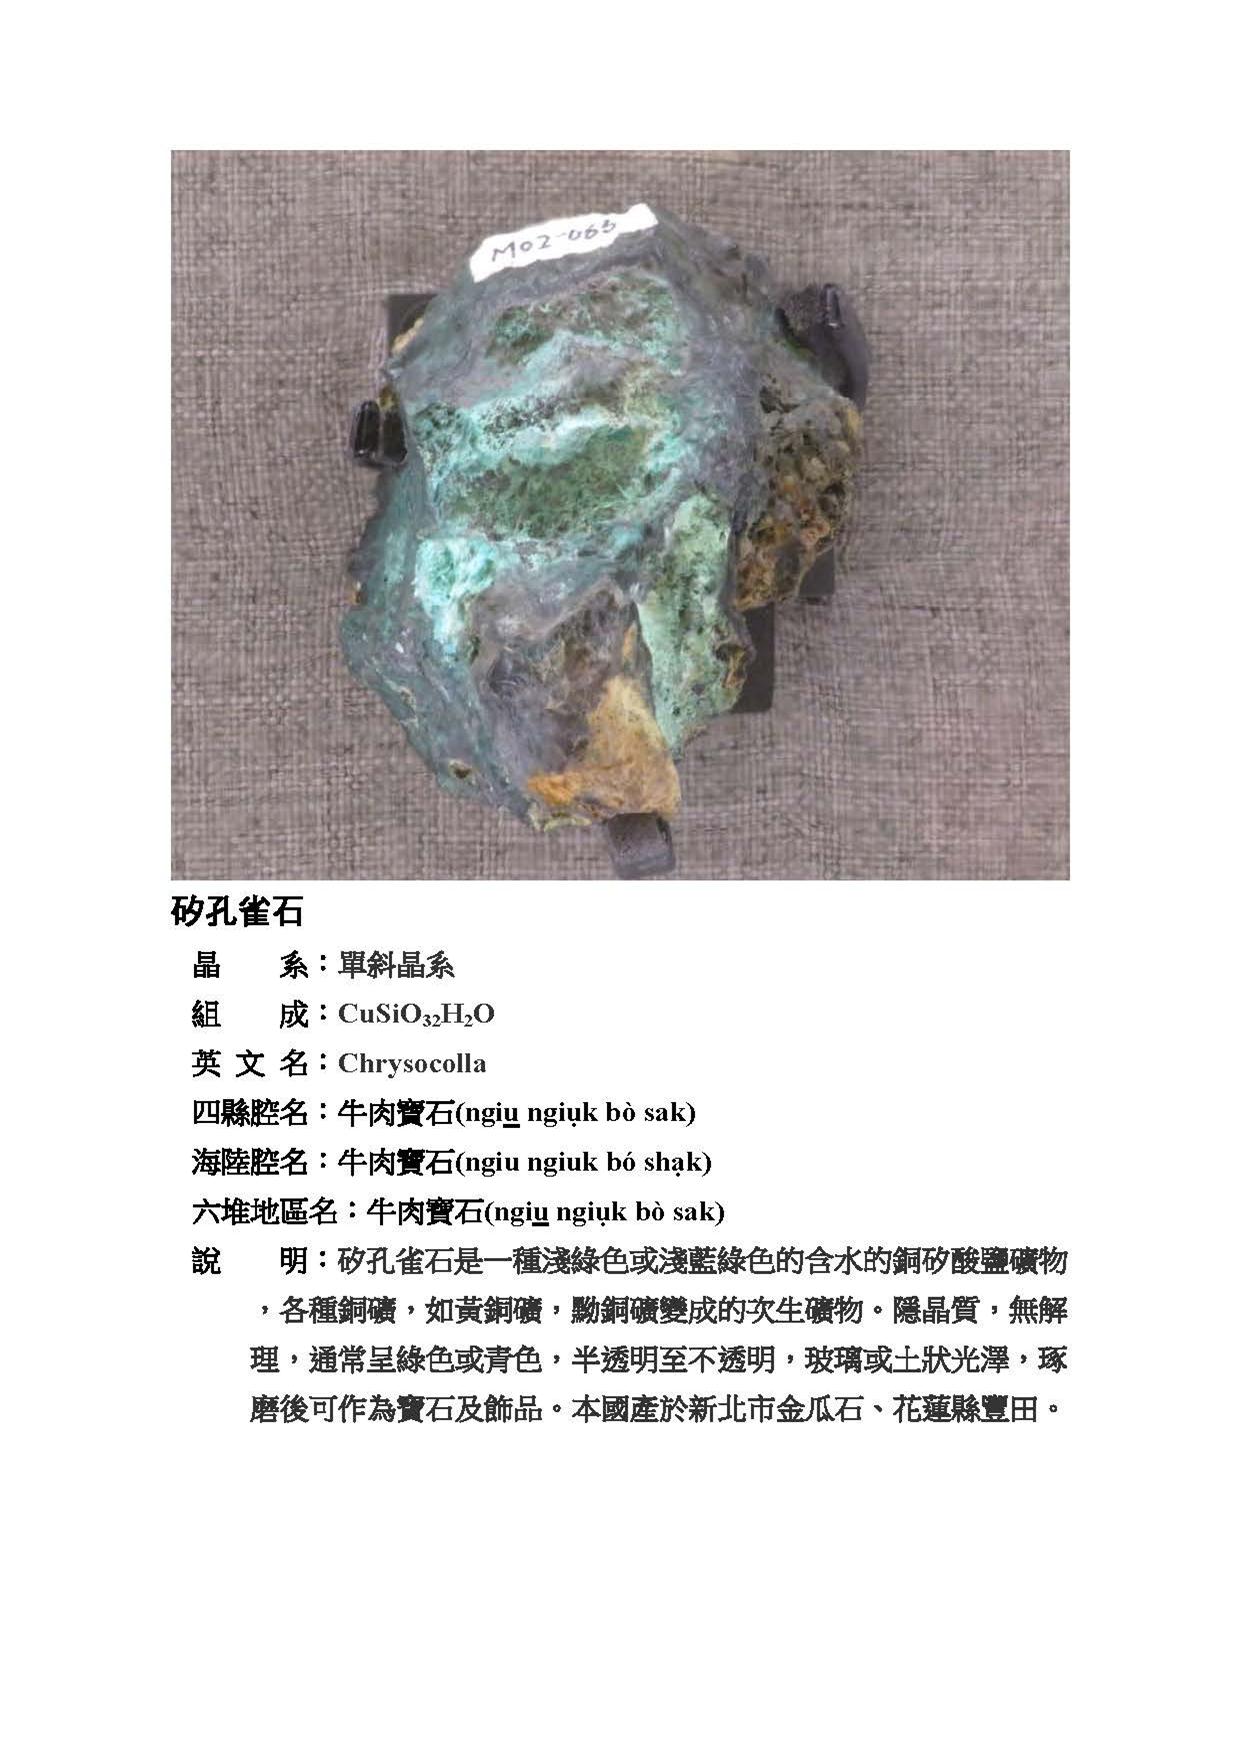 M02-063
矽孔雀石
晶　　系：單斜晶系
組　　成：CuSiO₃₂H₂O
英 文 名：Chrysocolla
四縣腔名：牛肉寶石(ngiu̲ ngiụk bò sak)
海陸腔名：牛肉寶石(ngiu ngiuk bó shạk)
六堆地區名：牛肉寶石(ngiu̲ ngiụk bò sak)
說　　明：矽孔雀石是一種淺綠色或淺藍綠色的含水的銅矽酸鹽礦物
，各種銅礦，如黃銅礦，黝銅礦變成的次生礦物。隱晶質，無解
理，通常呈綠色或青色，半透明至不透明，玻璃或土狀光澤，琢
磨後可作為寶石及飾品。本國產於新北市金瓜石、花蓮縣豐田。